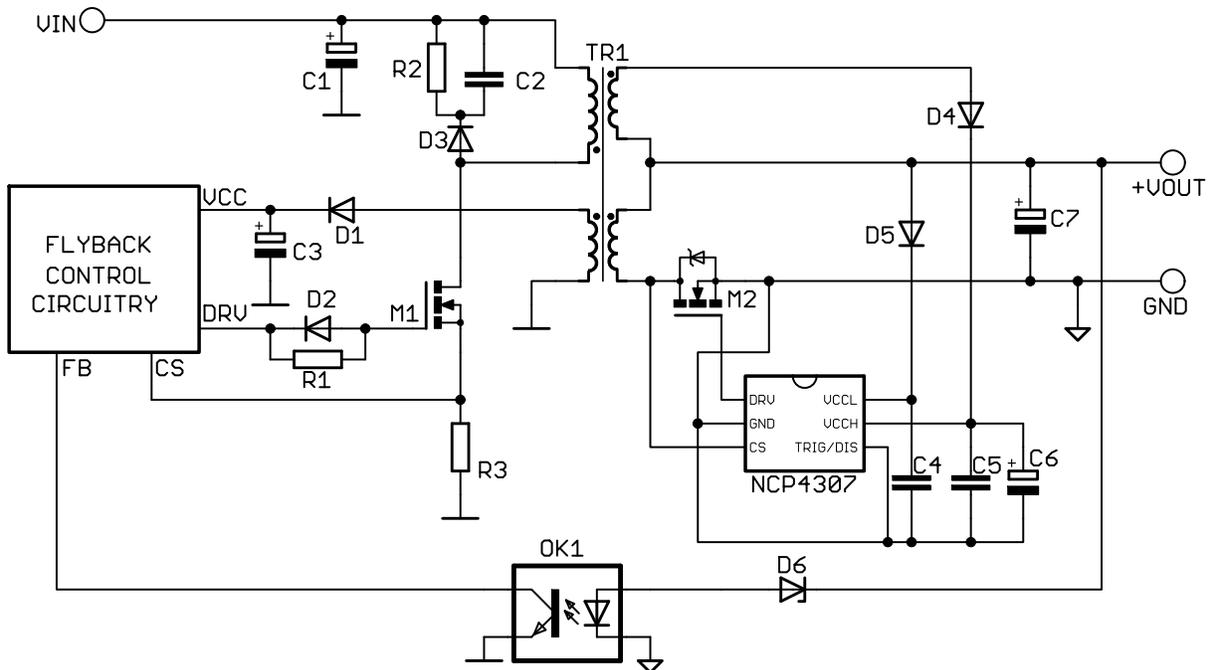 VIN
TR1
C1
R2
C2
D3
D4
+VOUT
VCC
D1
C3
D5
C7
FLYBACK
CONTROL
CIRCUITRY
DRV
D2
M1
M2
GND
R1
FB
CS
DRV
VCCL
GND
VCCH
CS
TRIG/DIS
NCP4307
R3
C4
C5
C6
OK1
D6
+
+
+
+